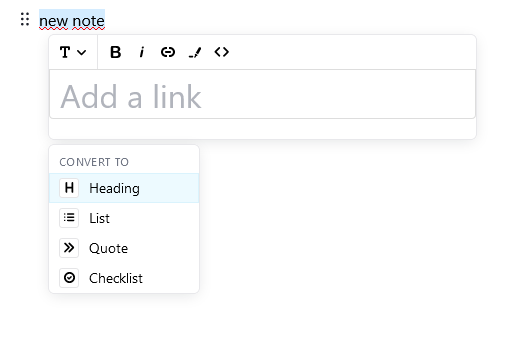 new note
T B i
Add a link
CONVERT TO
H Heading
List
Quote
Checklist